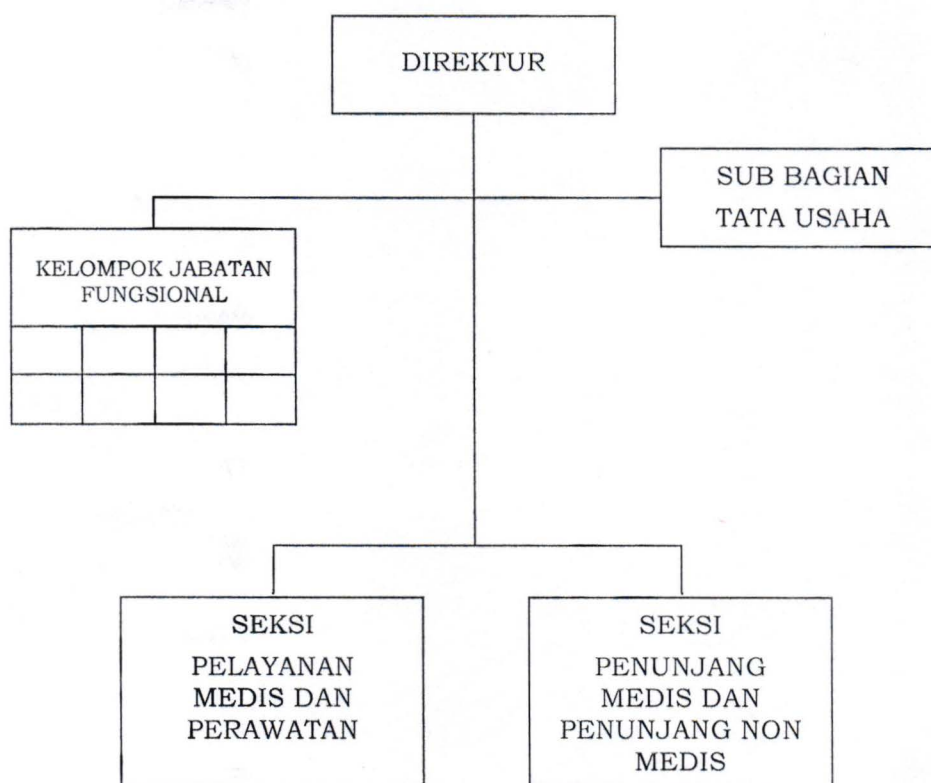 DIREKTUR
SUB BAGIAN
TATA USAHA
KELOMPOK JABATAN
FUNGSIONAL
SEKSI
PELAYANAN
MEDIS DAN
PERAWATAN
SEKSI
PENUNJANG
MEDIS DAN
PENUNJANG NON
MEDIS